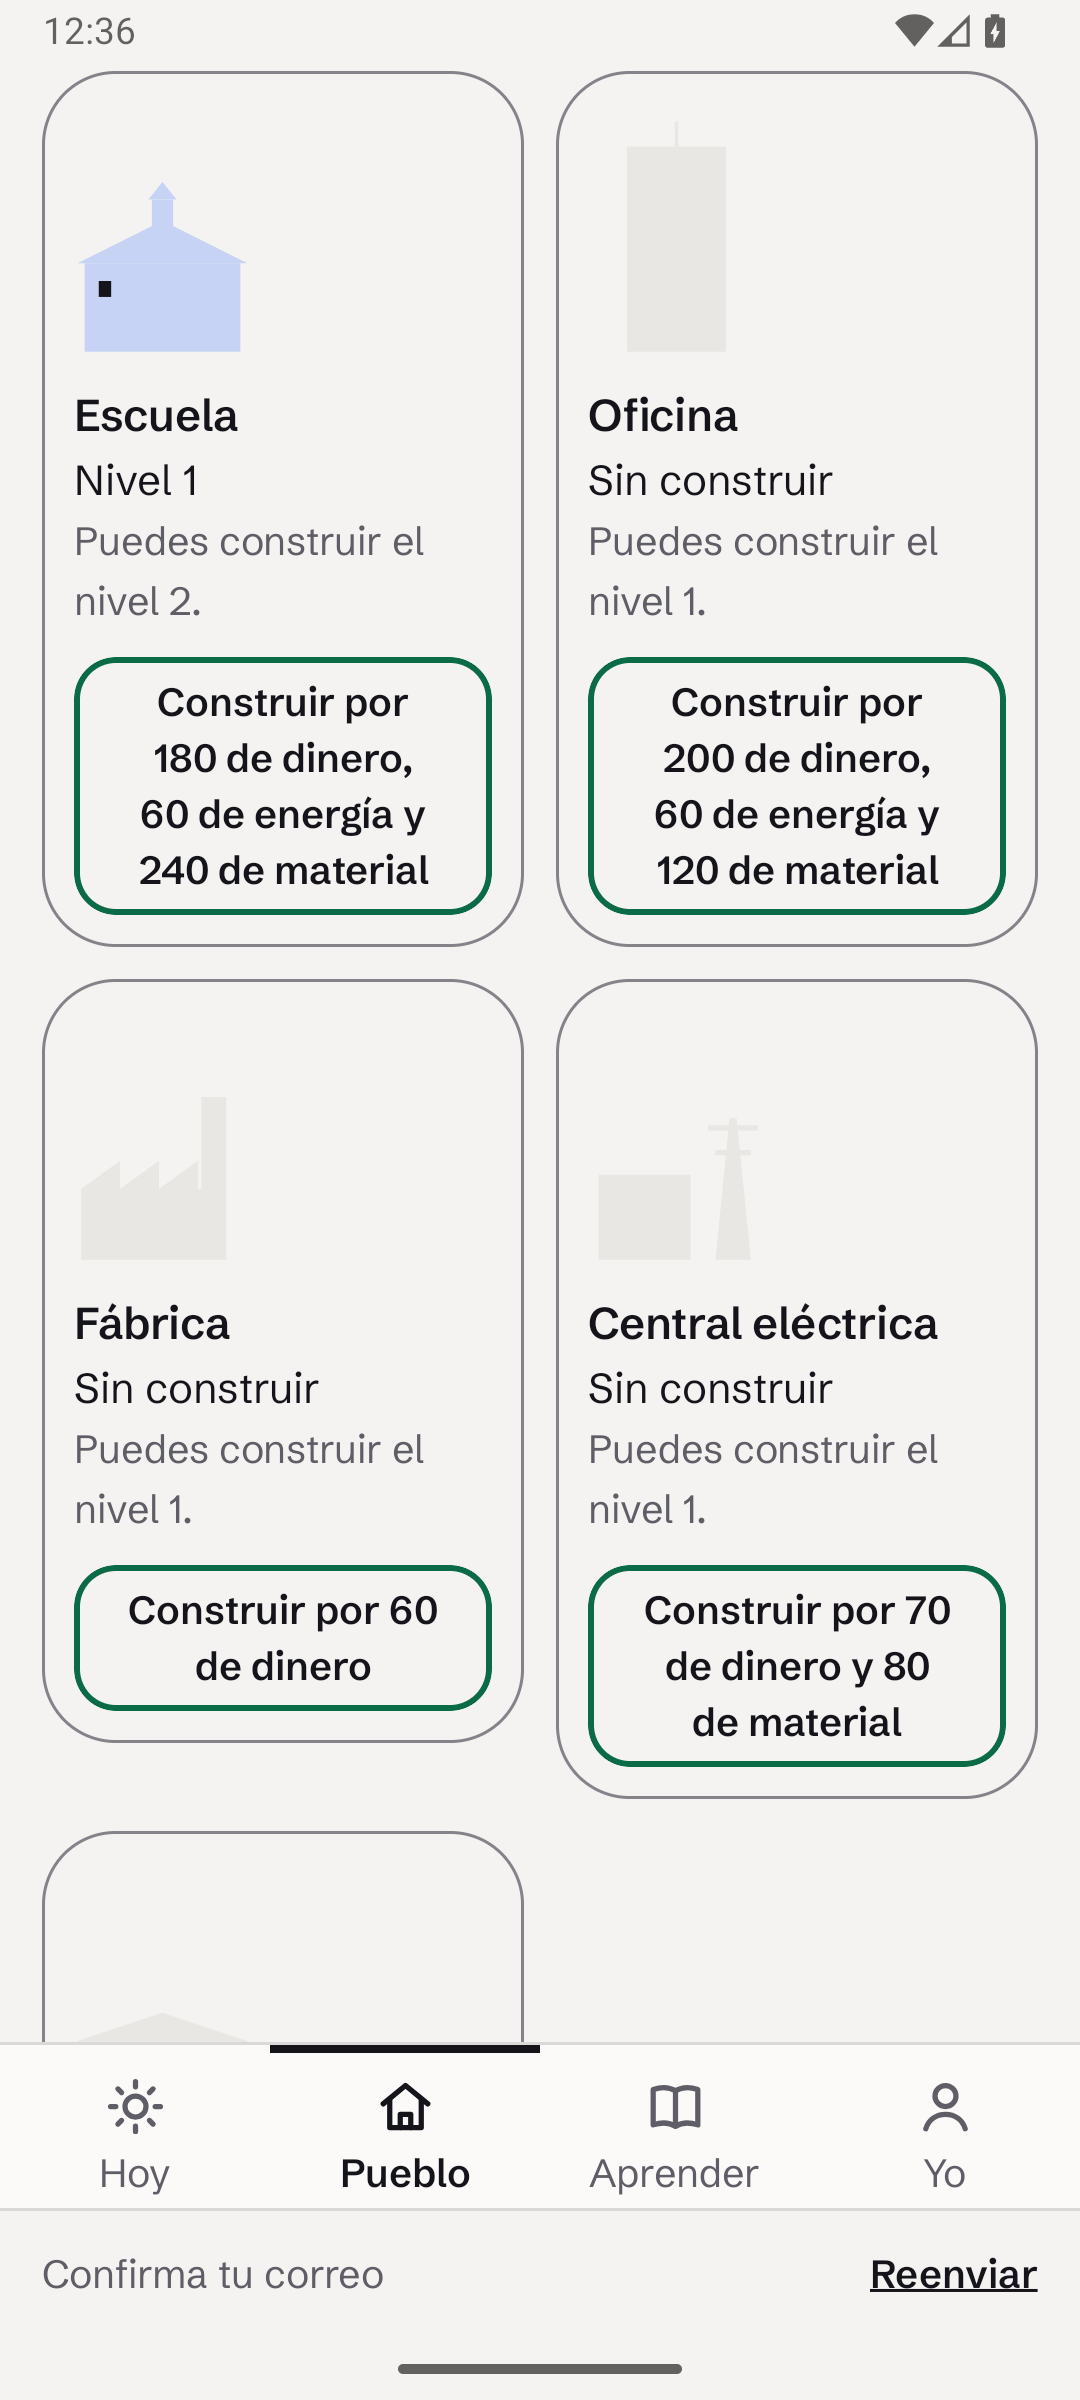 12:36
Escuela
Nivel 1
Puedes construir el
nivel 2.
Construir por
180 de dinero,
60 de energía y
240 de material
Oficina
Sin construir
Puedes construir el
nivel 1.
Construir por
200 de dinero,
60 de energía y
120 de material
Fábrica
Sin construir
Puedes construir el
nivel 1.
Construir por 60
de dinero
Central eléctrica
Sin construir
Puedes construir el
nivel 1.
Construir por 70
de dinero y 80
de material
Hoy
Pueblo
Aprender
Yo
Confirma tu correo
Reenviar